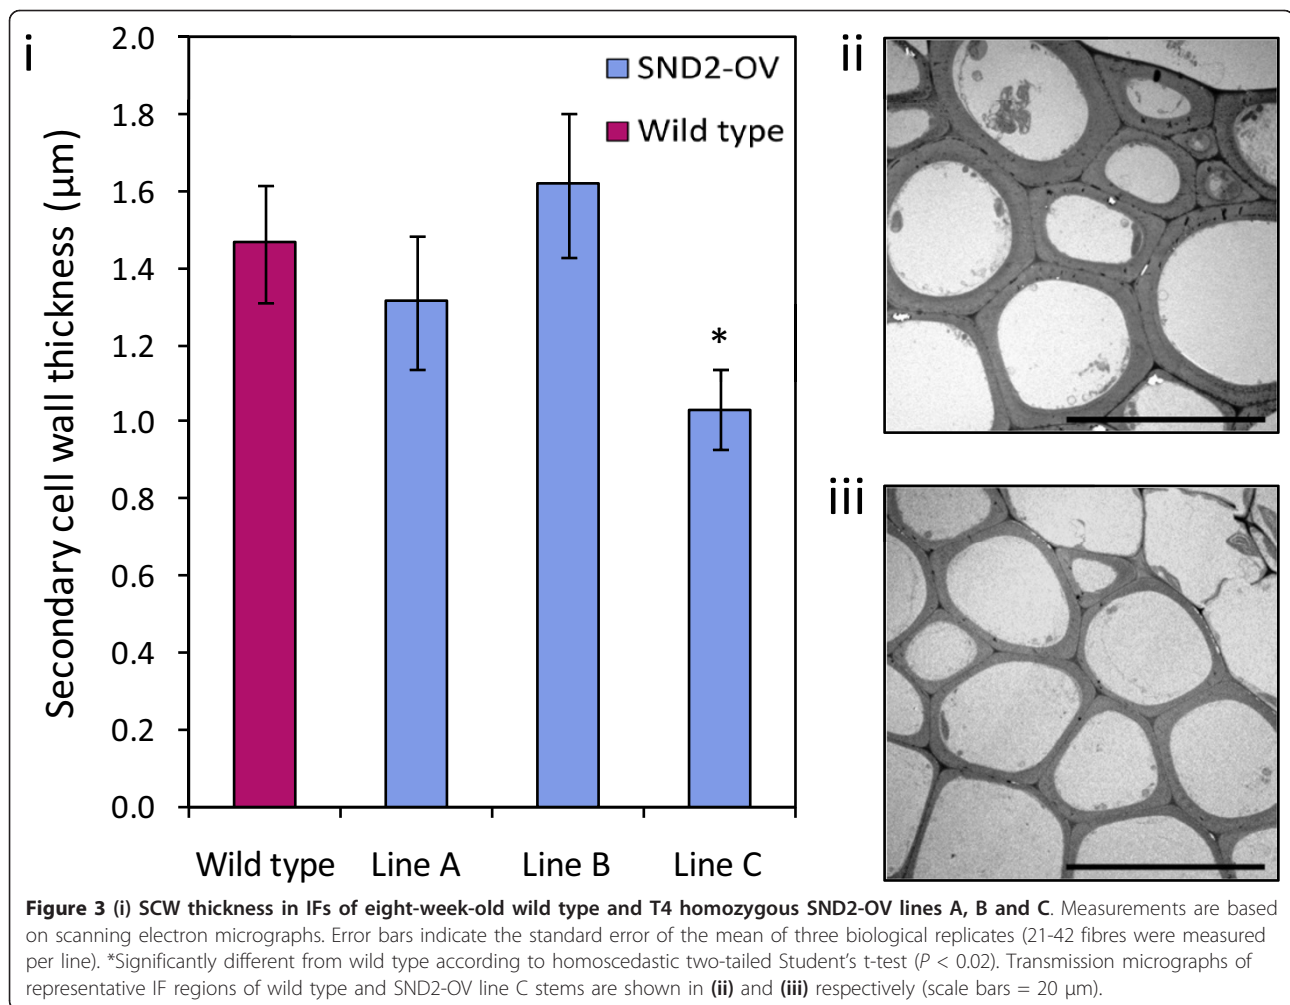 i
Secondary cell wall thickness (µm)
2.0
1.8
1.6
1.4
1.2
1.0
0.8
0.6
0.4
0.2
0.0
SND2-OV
Wild type
*
Wild type Line A Line B Line C
ii
iii
Figure 3 (i) SCW thickness in IFs of eight-week-old wild type and T4 homozygous SND2-OV lines A, B and C. Measurements are based
on scanning electron micrographs. Error bars indicate the standard error of the mean of three biological replicates (21-42 fibres were measured
per line). *Significantly different from wild type according to homoscedastic two-tailed Student's t-test (P < 0.02). Transmission micrographs of
representative IF regions of wild type and SND2-OV line C stems are shown in (ii) and (iii) respectively (scale bars = 20 μm).